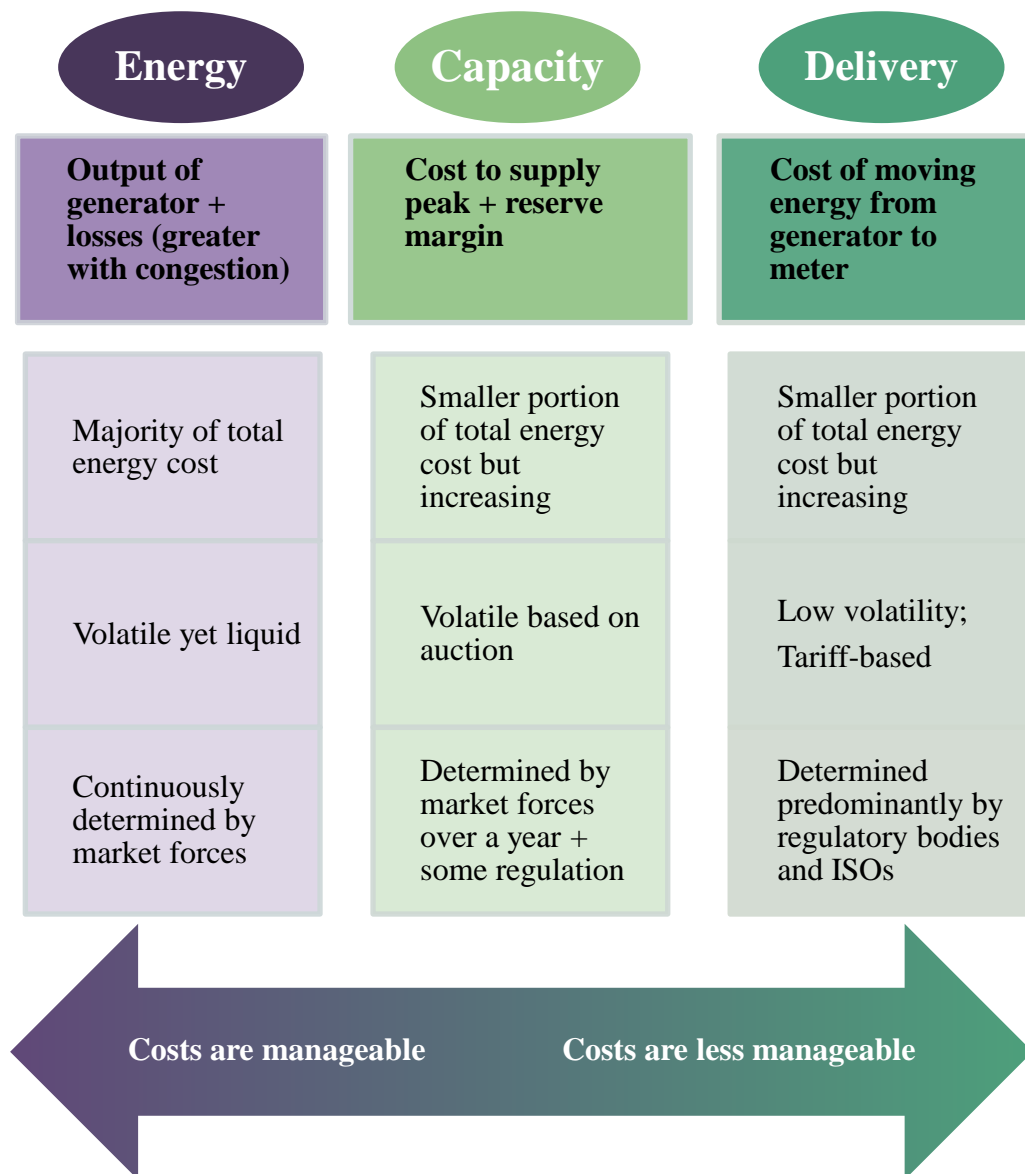 Energy
Capacity
Delivery
Output of
generator +
losses (greater
with congestion)
Cost to supply
peak + reserve
margin
Cost of moving
energy from
generator to
meter
Majority of total
energy cost
Smaller portion
of total energy
cost but
increasing
Smaller portion
of total energy
cost but
increasing
Volatile yet liquid
Volatile based on
auction
Low volatility;
Tariff-based
Continuously
determined by
market forces
Determined by
market forces
over a year +
some regulation
Determined
predominantly by
regulatory bodies
and ISOs
Costs are manageable
Costs are less manageable